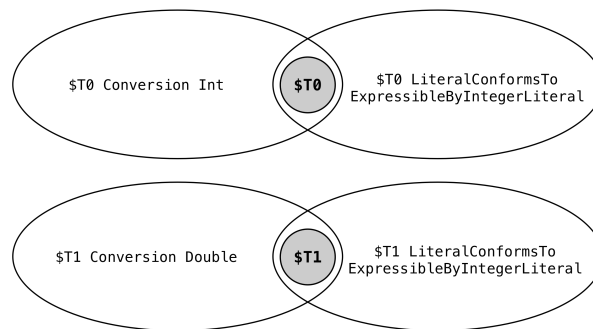 $T0 Conversion Int
$T0
$T0 LiteralConformsTo
ExpressibleByIntegerLiteral
$T1 Conversion Double
$T1
$T1 LiteralConformsTo
ExpressibleByIntegerLiteral